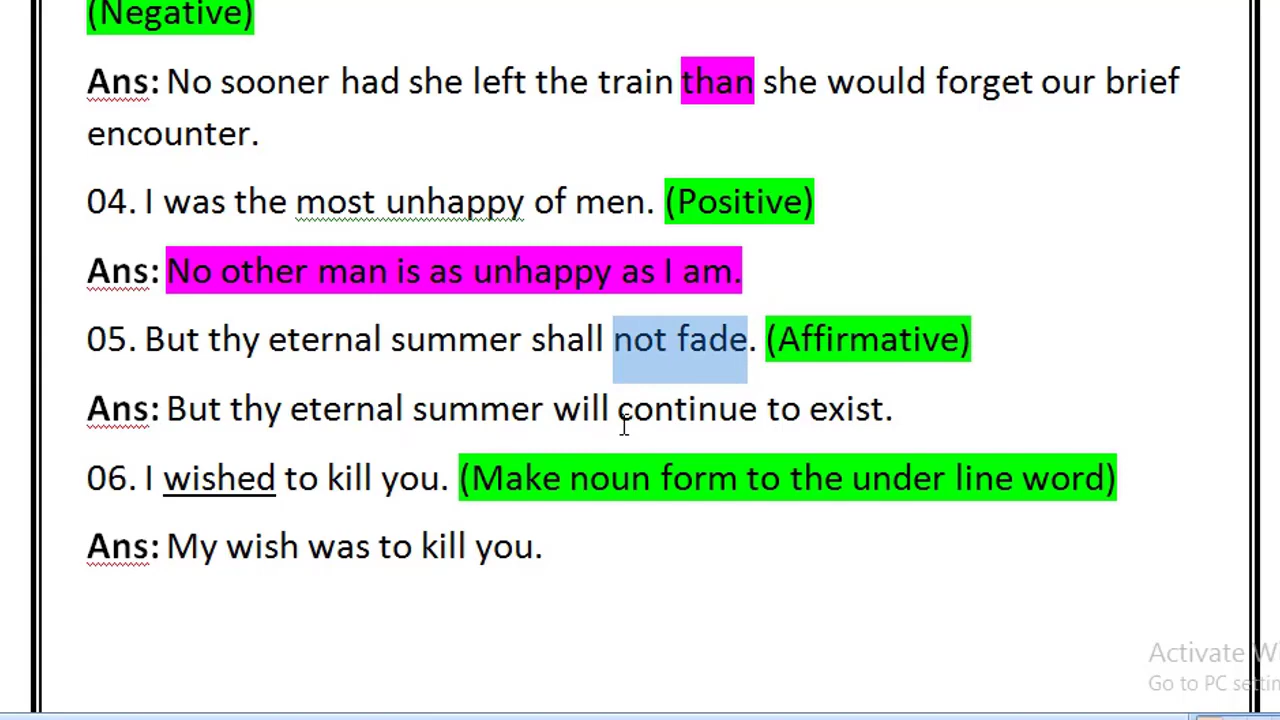 (Negative)
Ans: No sooner had she left the train than she would forget our brief
encounter.
04. I was the most unhappy of men. (Positive)
Ans: No other man is as unhappy as I am.
05. But thy eternal summer shall not fade. (Affirmative)
Ans: But thy eternal summer will continue to exist.
06. I wished to kill you. (Make noun form to the under line word)
Ans: My wish was to kill you.
Activate Wi
Go to PC settin